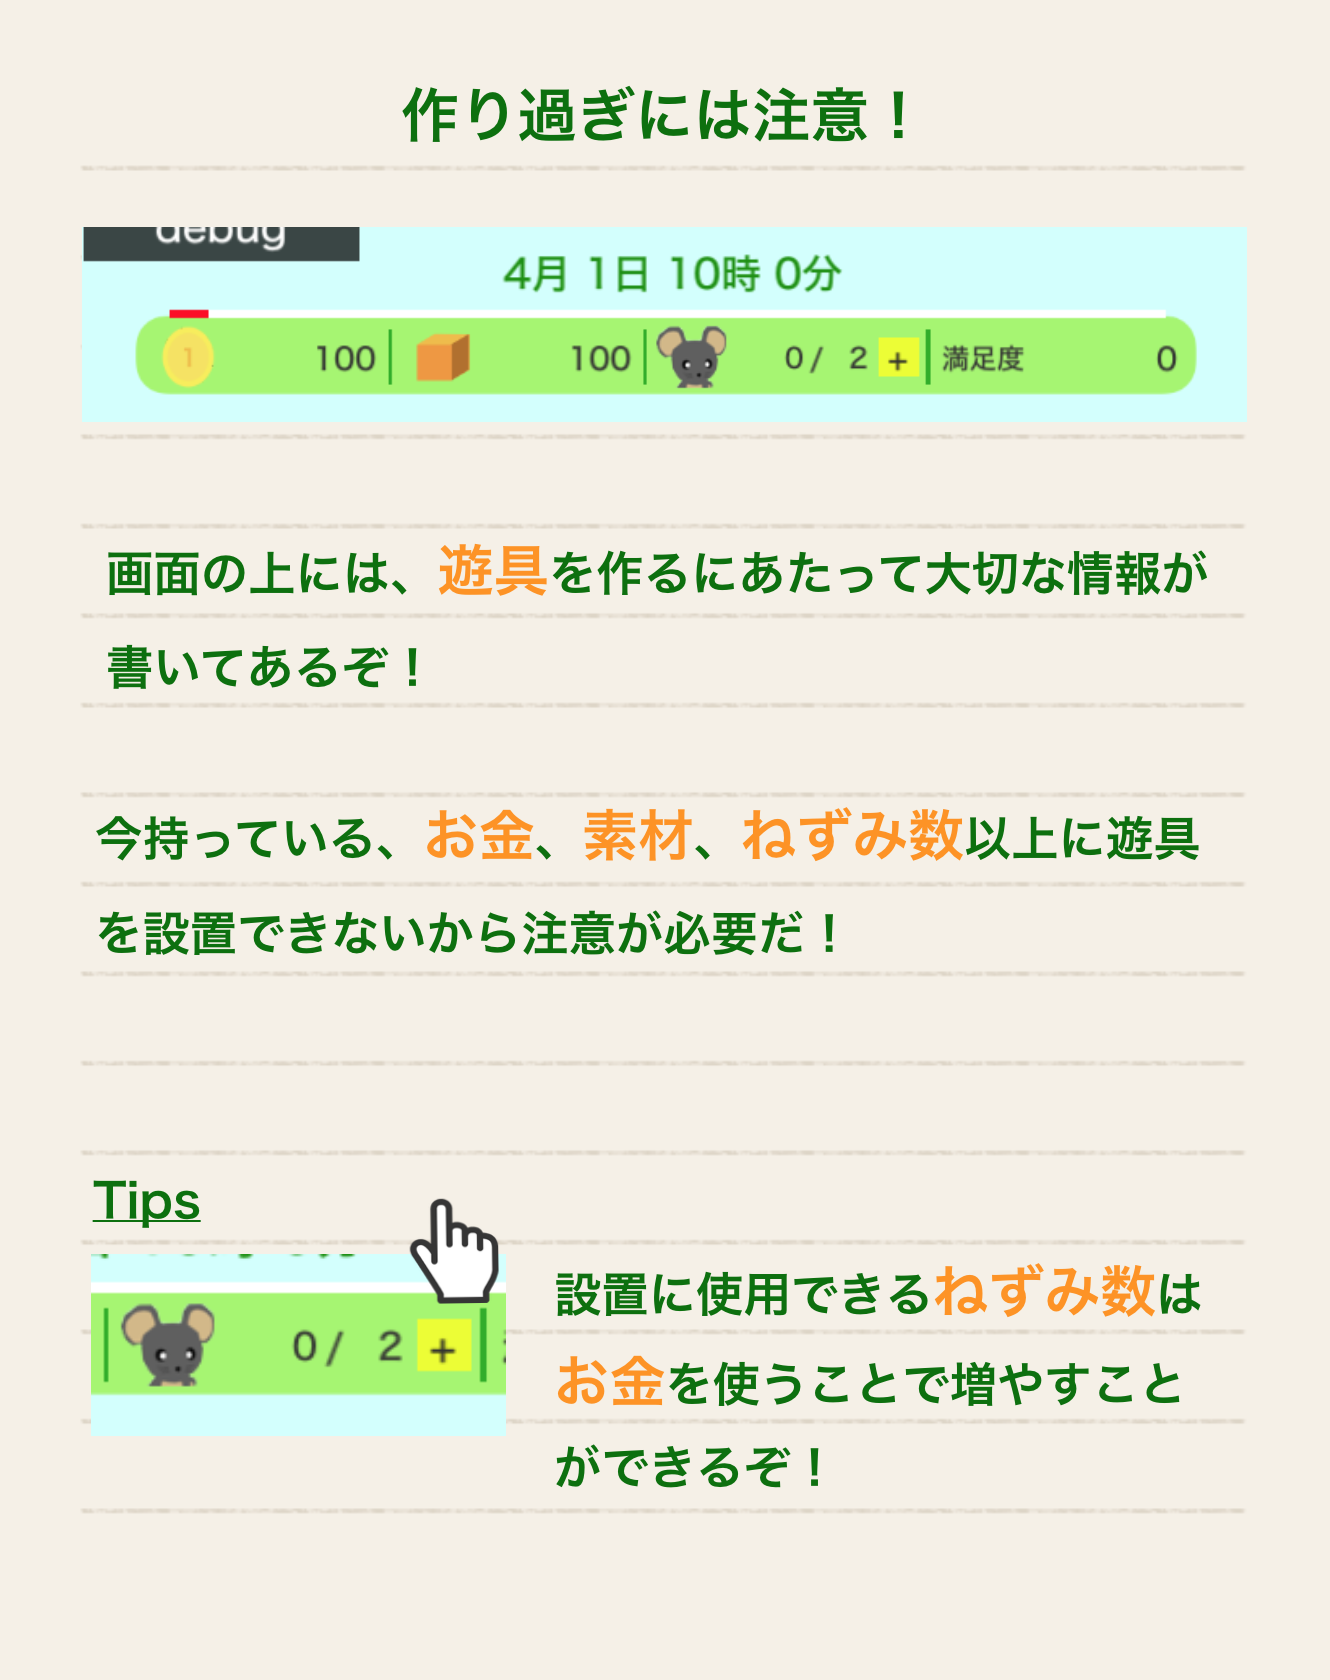 作り過ぎには注意！
debug
4月 1日 10時 0分
1 100 100 0/ 2 + 満足度 0
画面の上には、遊具を作るにあたって大切な情報が
書いてあるぞ！
今持っている、お金、素材、ねずみ数以上に遊具
を設置できないから注意が必要だ！
Tips
0/ 2 +
設置に使用できるねずみ数は
お金を使うことで増やすこと
ができるぞ！